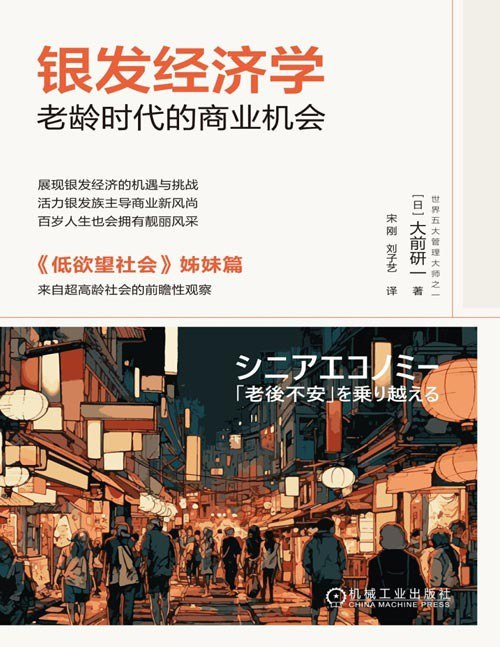 银发经济学
老龄时代的商业机会
展现银发经济的机遇与挑战
活力银发族主导商业新风尚
百岁人生也会拥有靓丽风采
《低欲望社会》姊妹篇
来自超高龄社会的前瞻性观察
世界五大管理大师之一
[日]大前研一 著
宋刚 刘子艺 译
シニアエコノミー
「老後不安」を乗り越える
机械工业出版社
CHINA MACHINE PRESS